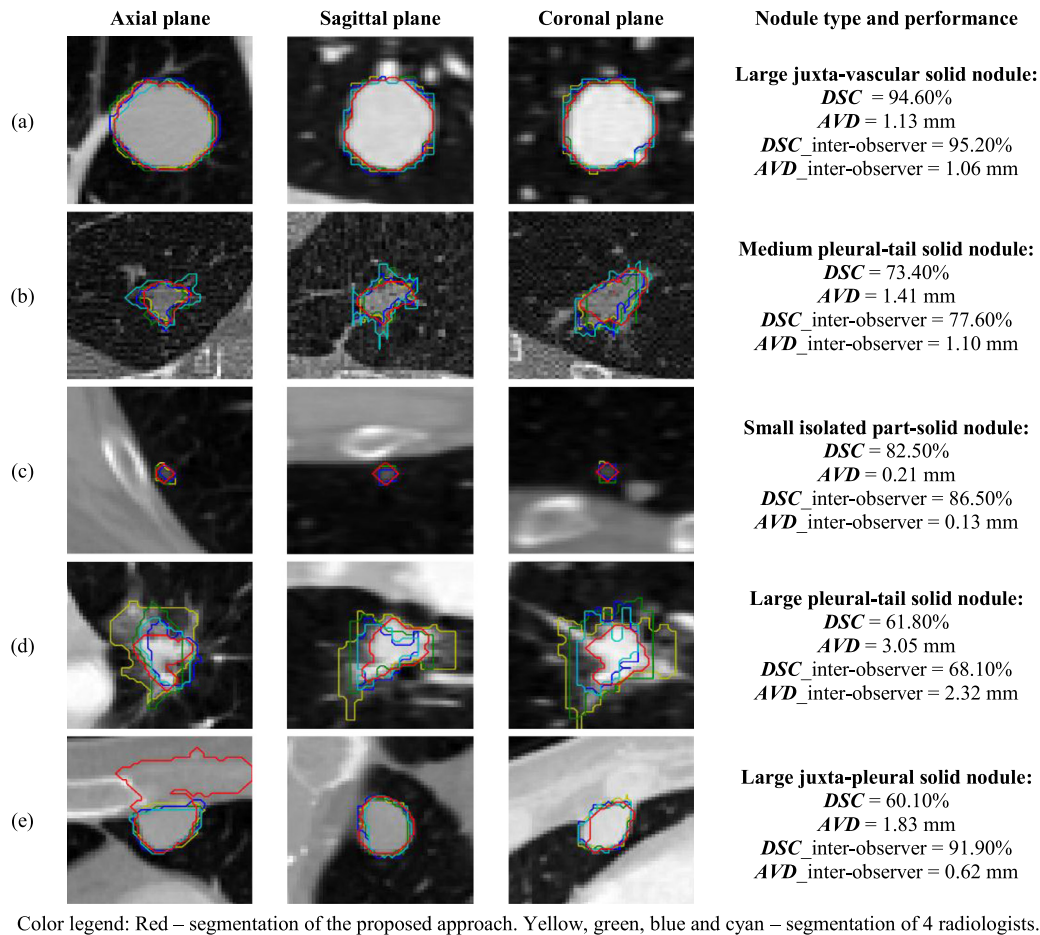 Axial plane
Sagittal plane
Coronal plane
Nodule type and performance
(a)
Large juxta-vascular solid nodule:
DSC = 94.60%
AVD = 1.13 mm
DSC_inter-observer = 95.20%
AVD_inter-observer = 1.06 mm
(b)
Medium pleural-tail solid nodule:
DSC = 73.40%
AVD = 1.41 mm
DSC_inter-observer = 77.60%
AVD_inter-observer = 1.10 mm
(c)
Small isolated part-solid nodule:
DSC = 82.50%
AVD = 0.21 mm
DSC_inter-observer = 86.50%
AVD_inter-observer = 0.13 mm
(d)
Large pleural-tail solid nodule:
DSC = 61.80%
AVD = 3.05 mm
DSC_inter-observer = 68.10%
AVD_inter-observer = 2.32 mm
(e)
Large juxta-pleural solid nodule:
DSC = 60.10%
AVD = 1.83 mm
DSC_inter-observer = 91.90%
AVD_inter-observer = 0.62 mm
Color legend: Red – segmentation of the proposed approach. Yellow, green, blue and cyan – segmentation of 4 radiologists.